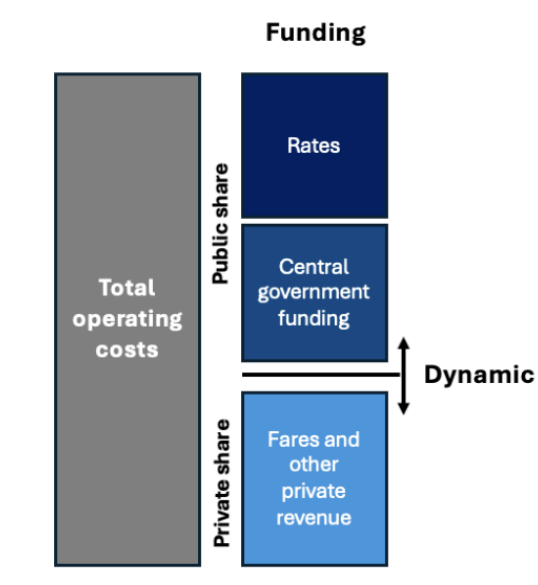 Funding
Total
operating
costs
Public share
Rates
Central
government
funding
Dynamic
Private share
Fares and
other
private
revenue